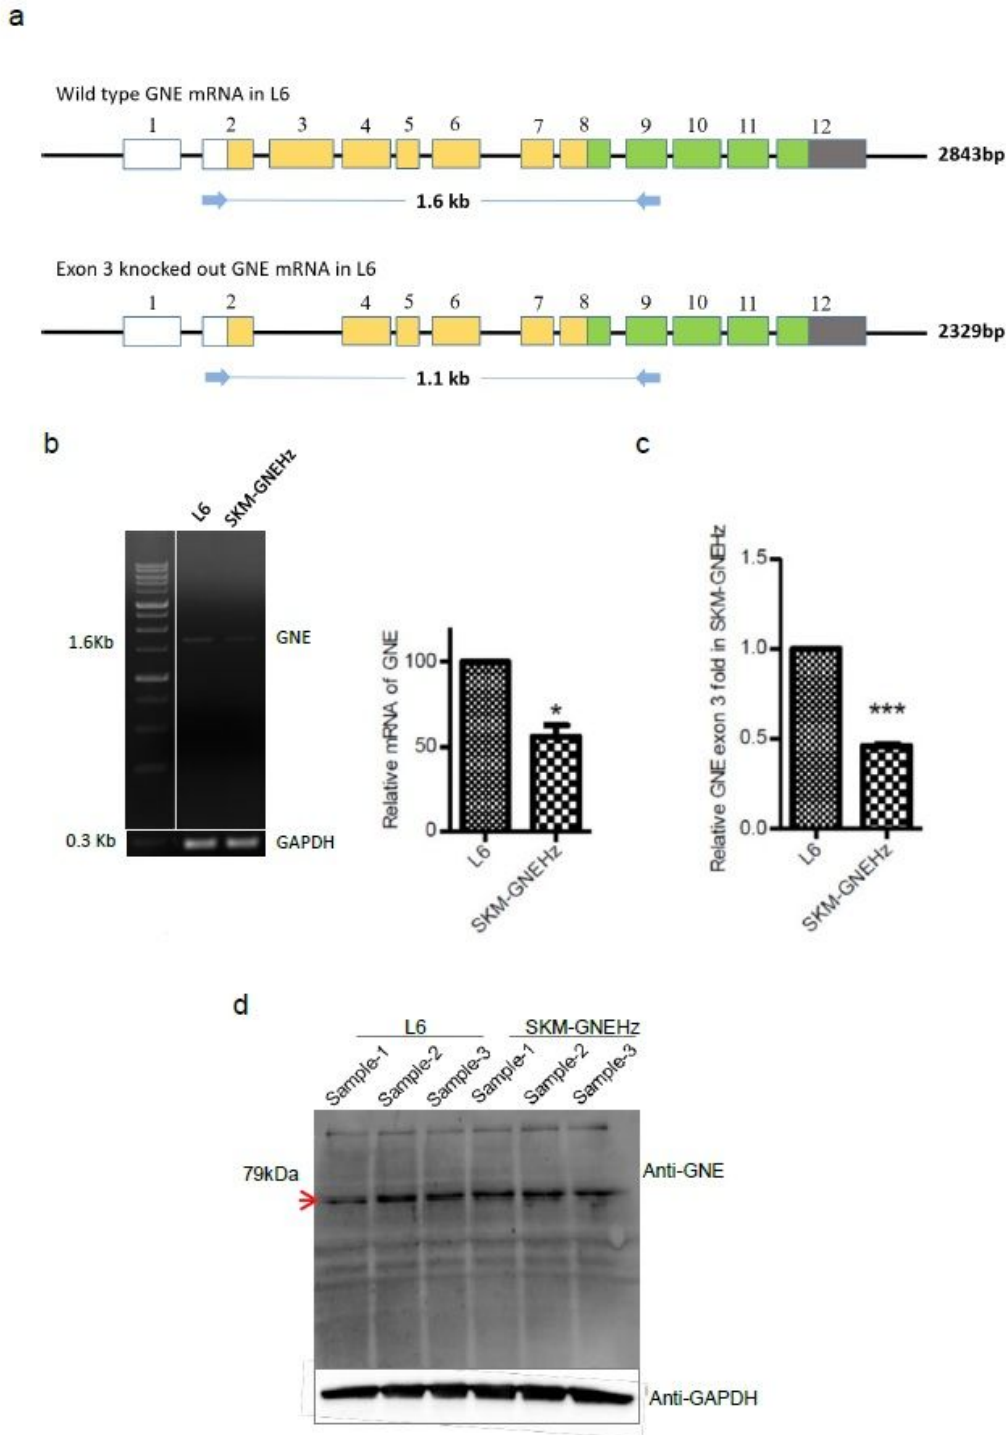 a
Wild type GNE mRNA in L6
1 2 3 4 5 6 7 8 9 10 11 12
2843bp
1.6 kb
Exon 3 knocked out GNE mRNA in L6
1 2 4 5 6 7 8 9 10 11 12
2329bp
1.1 kb
b
L6
SKM-GNEHz
1.6Kb
GNE
0.3 Kb
GAPDH
Relative mRNA of GNE
100
50
0
*
L6
SKM-GNEHz
c
Relative GNE exon 3 fold in SKM-GNEHz
1.5
1.0
0.5
0.0
***
L6
SKM-GNEHz
d
L6 SKM-GNEHz
Sample-1 Sample-2 Sample-3 Sample-1 Sample-2 Sample-3
79kDa
Anti-GNE
Anti-GAPDH